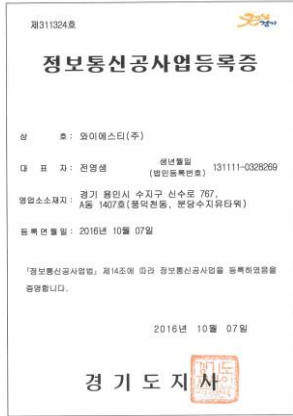 제311324호
정보통신공사업등록증
상 호 : 와이에스티(주)
대 표 자 : 전영샘 생년월일 (법인등록번호) 131111-0328269
영업소소재지 : 경기 용인시 수지구 신수로 767,
A동 1407호(풍덕천동, 분당수지유타워)
등록연월일 : 2016년 10월 07일
「정보통신공사업법」 제14조에 따라 정보통신공사업을 등록하였음을
증명합니다.
2016년 10월 07일
경기도지사